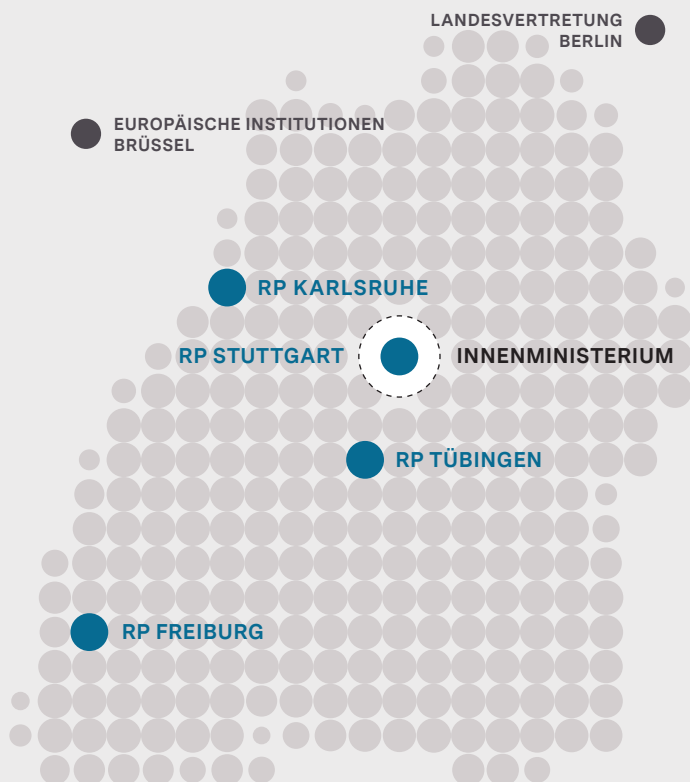 LANDESVERTRETUNG
BERLIN
EUROPÄISCHE INSTITUTIONEN
BRÜSSEL
RP KARLSRUHE
RP STUTTGART
INNENMINISTERIUM
RP TÜBINGEN
RP FREIBURG